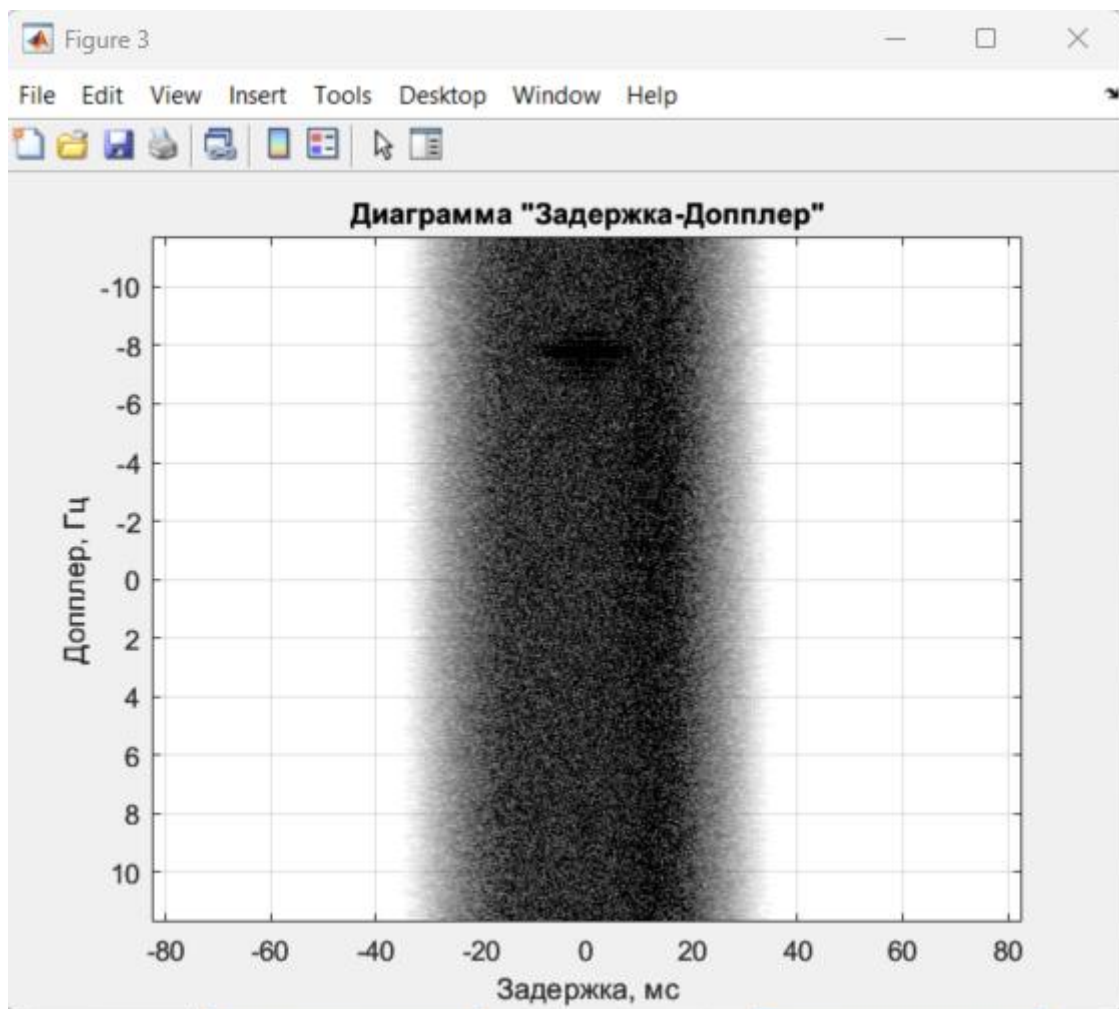 Figure 3
File Edit View Insert Tools Desktop Window Help
Диаграмма "Задержка-Допплер"
Допплер, Гц
-10
-8
-6
-4
-2
0
2
4
6
8
10
-80 -60 -40 -20 0 20 40 60 80
Задержка, мс